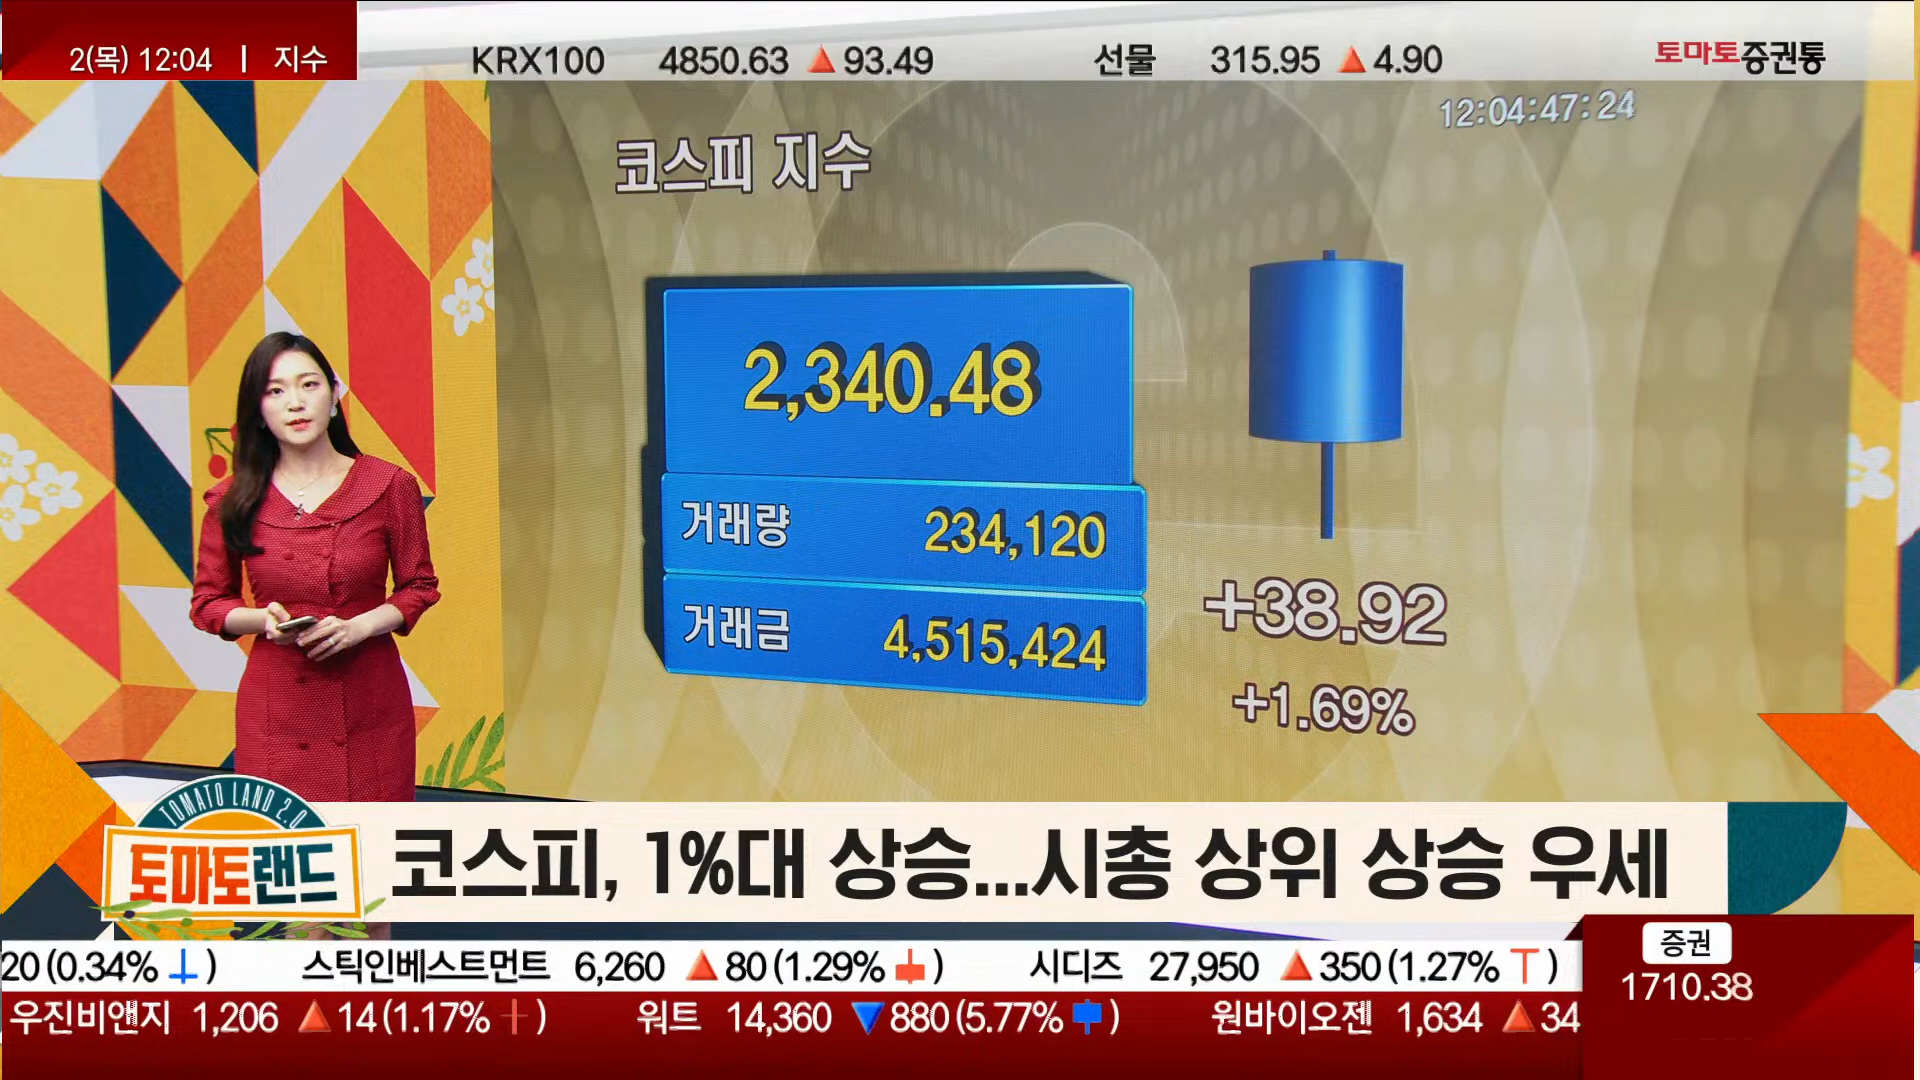 2(목) 12:04 | 지수
KRX100 4850.63 ▲ 93.49 선물 315.95 ▲ 4.90
토마토증권통
12:04:47:24
코스피 지수
2,340.48
거래량 234,120
거래금 4,515,424
+38.92
+1.69%
TOMATO LAND 2.0
토마토랜드
코스피, 1%대 상승...시총 상위 상승 우세
20(0.34% ) 스틱인베스트먼트 6,260 ▲80(1.29% ) 시디즈 27,950 ▲350(1.27% )
우진비앤지 1,206 ▲14(1.17% ) 워트 14,360 ▼880(5.77% ) 원바이오젠 1,634 ▲34
증권
1710.38